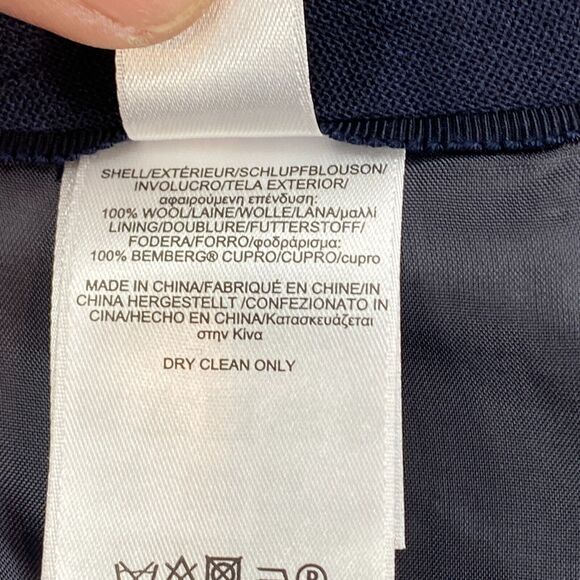 SHELL/EXTÉRIEUR/SCHLUPFBLOUSON/
INVOLUCRO/TELA EXTERIOR/
αφαιρούμενη επένδυση:
100% WOOL/LAINE/WOLLE/LANA/μαλλί
LINING/DOUBLURE/FUTTERSTOFF/
FODERA/FORRO/φοδράρισμα:
100% BEMBERG® CUPRO/CUPRO/cupro
MADE IN CHINA/FABRIQUÉ EN CHINE/IN
CHINA HERGESTELLT /CONFEZIONATO IN
CINA/HECHO EN CHINA/Κατασκευάζεται
στην Κίνα
DRY CLEAN ONLY
P